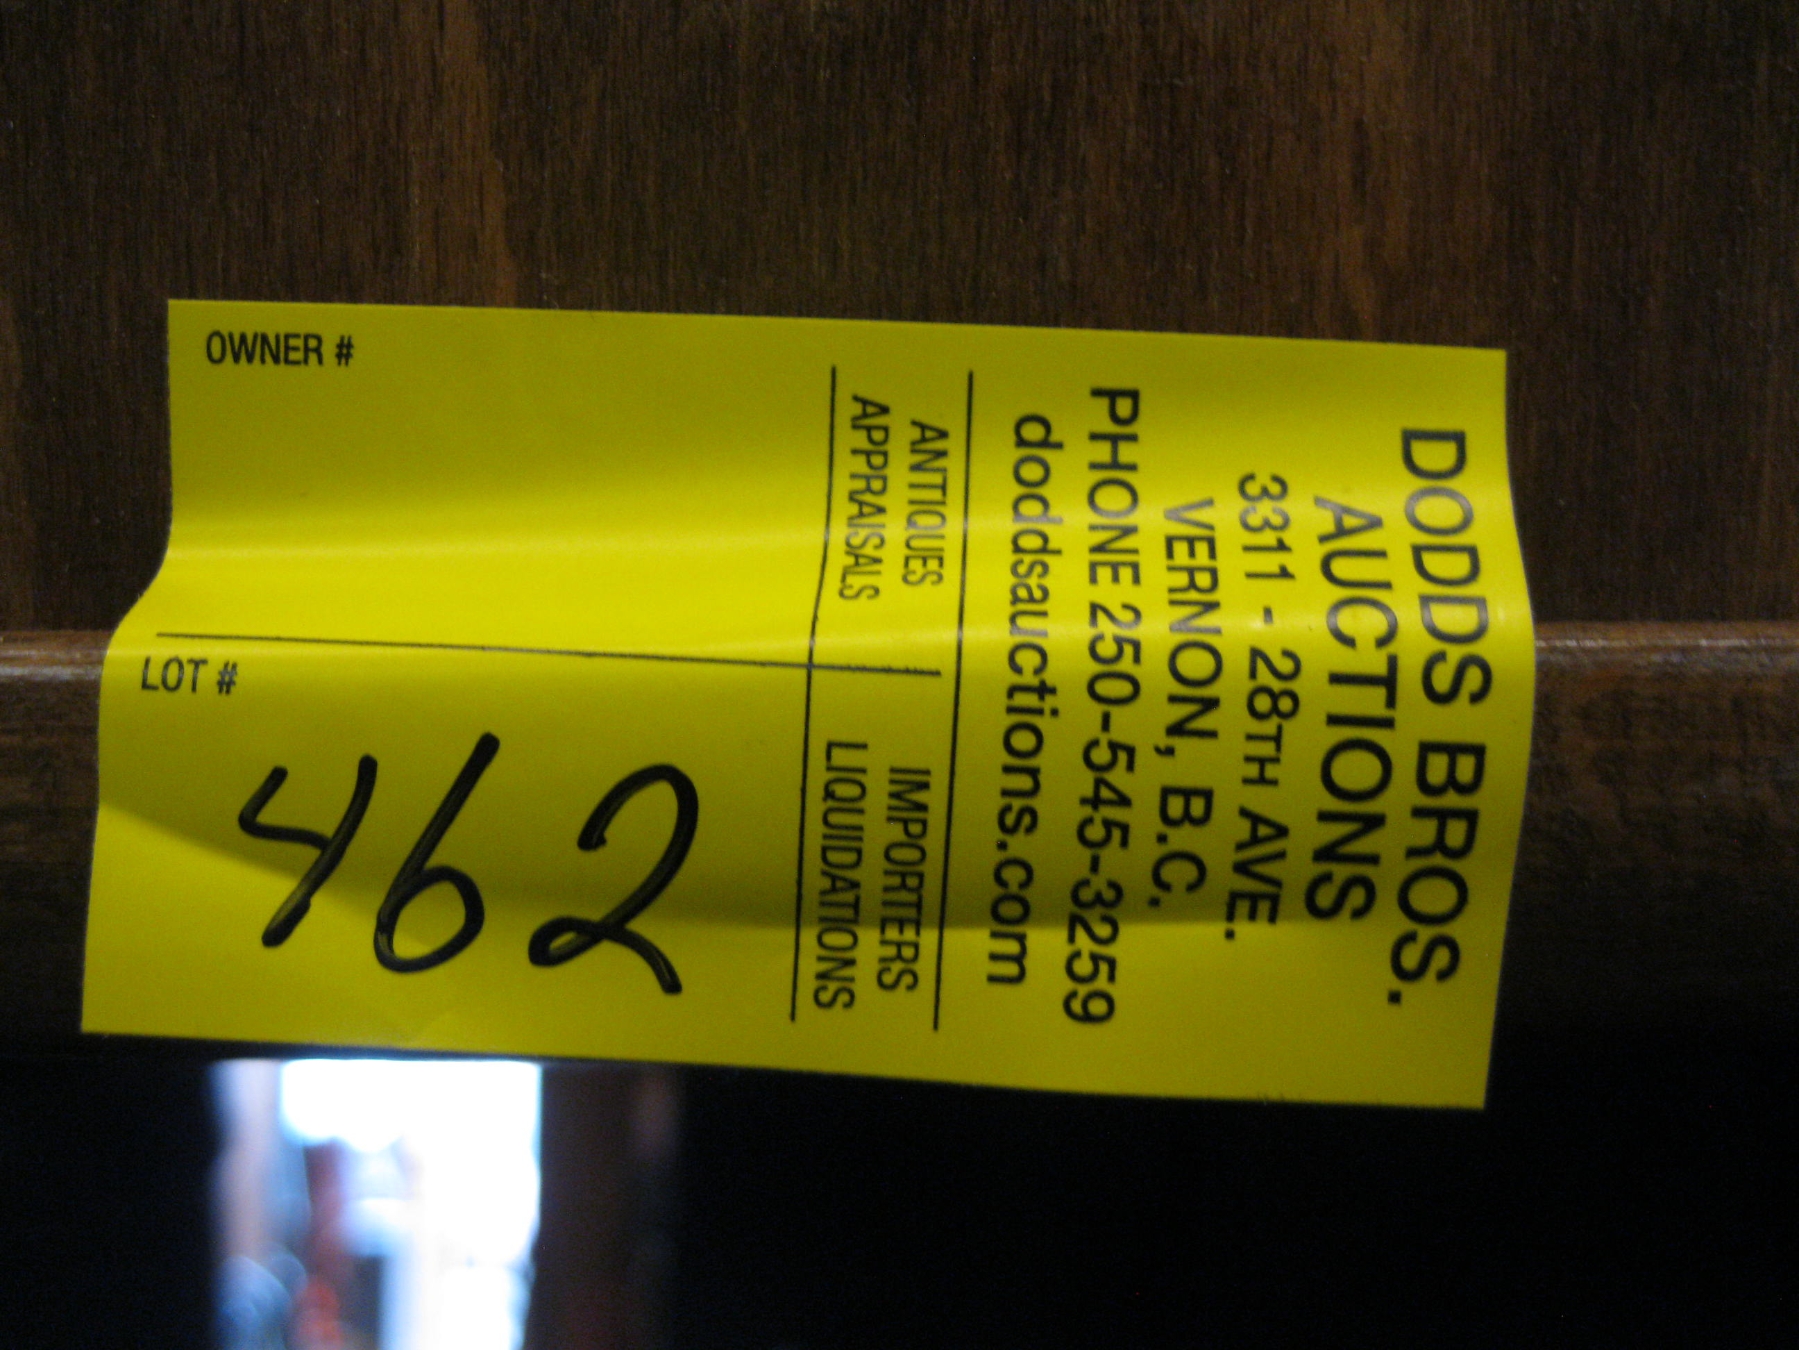 DODDS BROS.
AUCTIONS
3311 - 28TH AVE.
VERNON, B.C.
PHONE 250-545-3259
doddsauctions.com
ANTIQUES
APPRAISALS
IMPORTERS
LIQUIDATIONS
OWNER #
LOT #
462